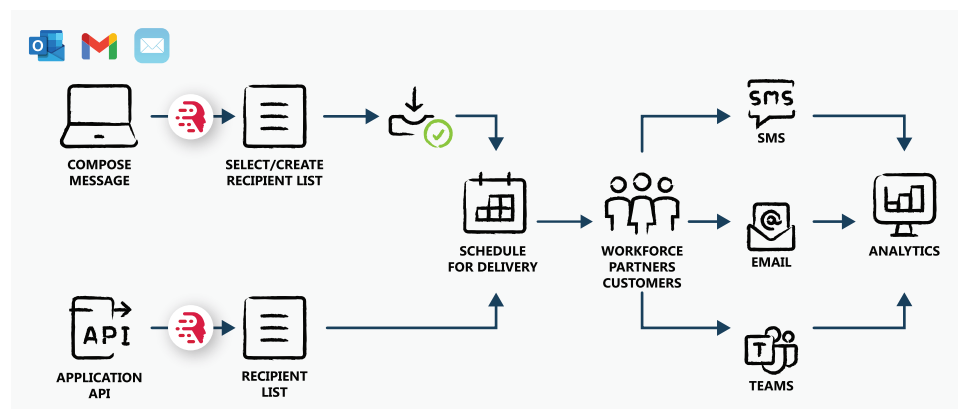 O
COMPOSE
MESSAGE
SELECT/CREATE
RECIPIENT LIST
SCHEDULE
FOR DELIVERY
WORKFORCE
PARTNERS
CUSTOMERS
SMS
SMS
@
EMAIL
ANALYTICS
API
APPLICATION
API
RECIPIENT
LIST
T
TEAMS